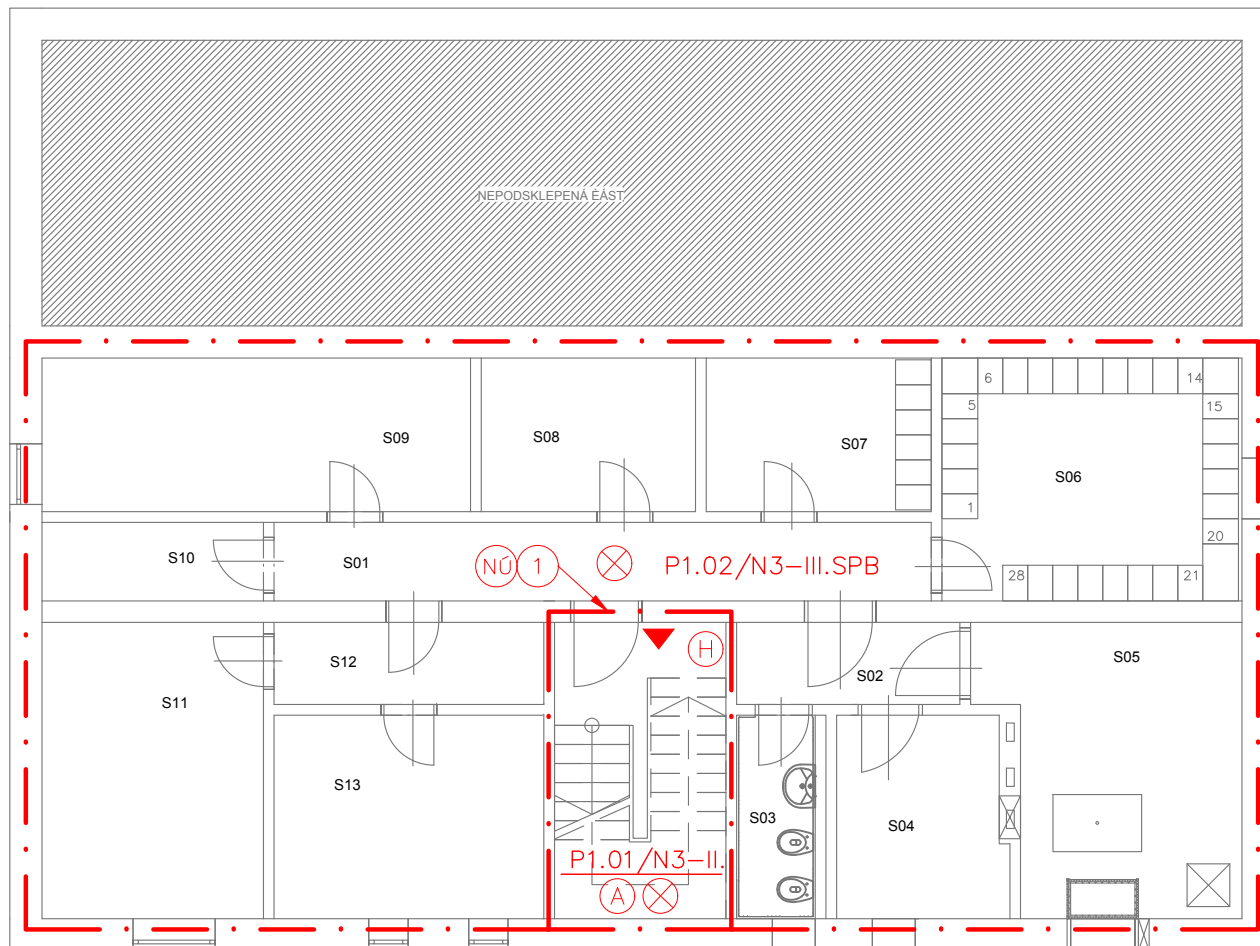 NEPODSKLEPENÁ ÈÁST
6
14
5
15
S09
S08
S07
S06
1
20
S10
S01
NÚ 1
P1.02/N3-III.SPB
28
21
S12
H
S02
S05
S11
S13
S03
S04
P1.01/N3-II.
A